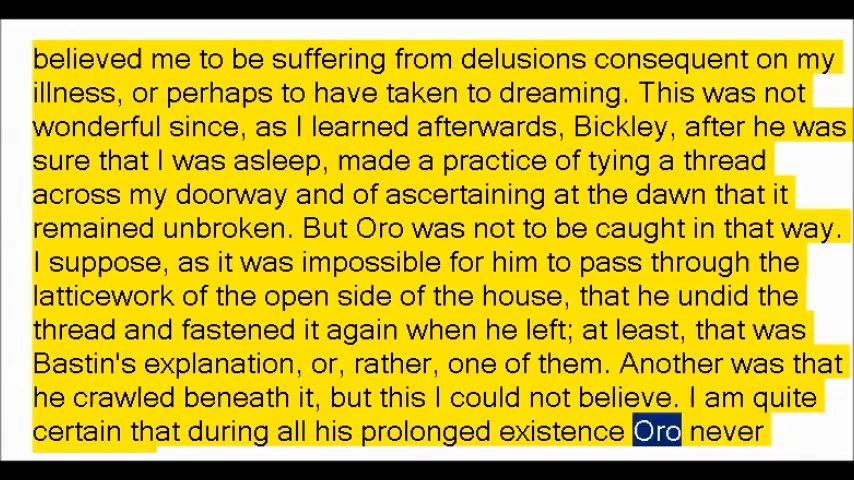 believed me to be suffering from delusions consequent on my
illness, or perhaps to have taken to dreaming. This was not
wonderful since, as I learned afterwards, Bickley, after he was
sure that I was asleep, made a practice of tying a thread
across my doorway and of ascertaining at the dawn that it
remained unbroken. But Oro was not to be caught in that way.
I suppose, as it was impossible for him to pass through the
latticework of the open side of the house, that he undid the
thread and fastened it again when he left; at least, that was
Bastin's explanation, or, rather, one of them. Another was that
he crawled beneath it, but this I could not believe. I am quite
certain that during all his prolonged existence Oro never